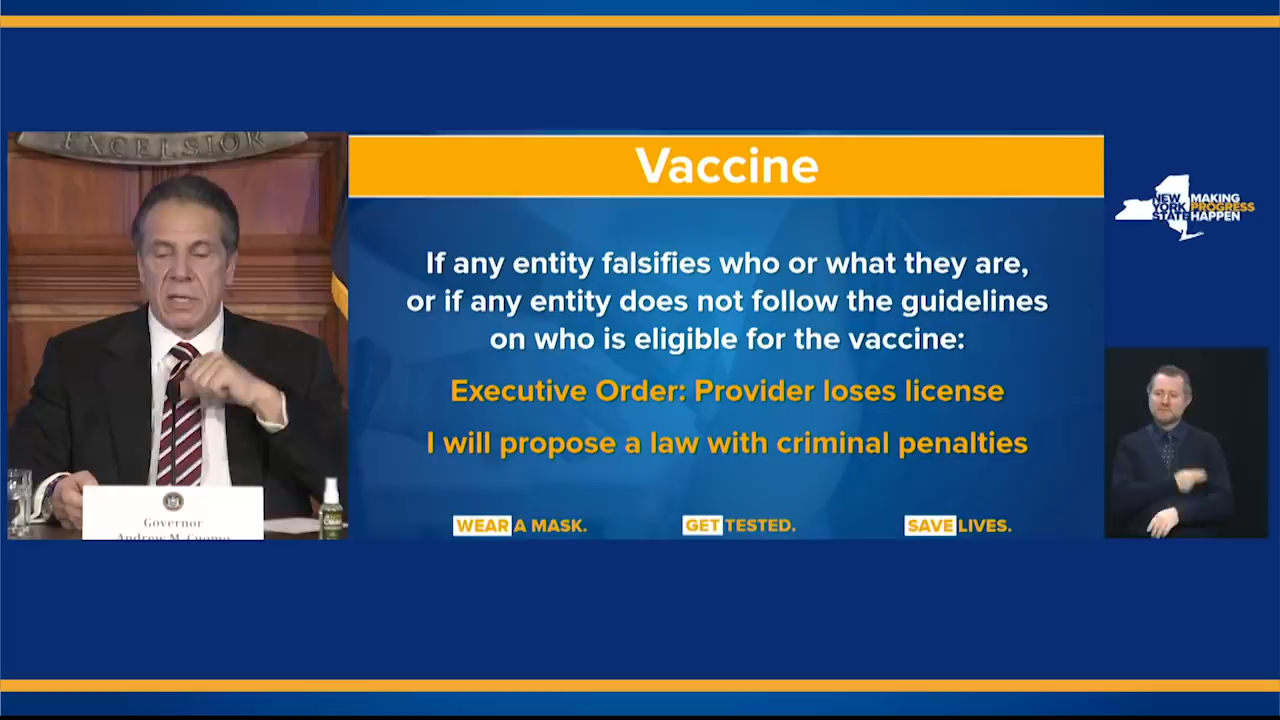 EXCELSIOR
Governor
Andrew M. Cuomo
Vaccine
If any entity falsifies who or what they are,
or if any entity does not follow the guidelines
on who is eligible for the vaccine:
Executive Order: Provider loses license
I will propose a law with criminal penalties
WEAR A MASK.
GET TESTED.
SAVE LIVES.
NEW
YORK
STATE
MAKING
PROGRESS
HAPPEN